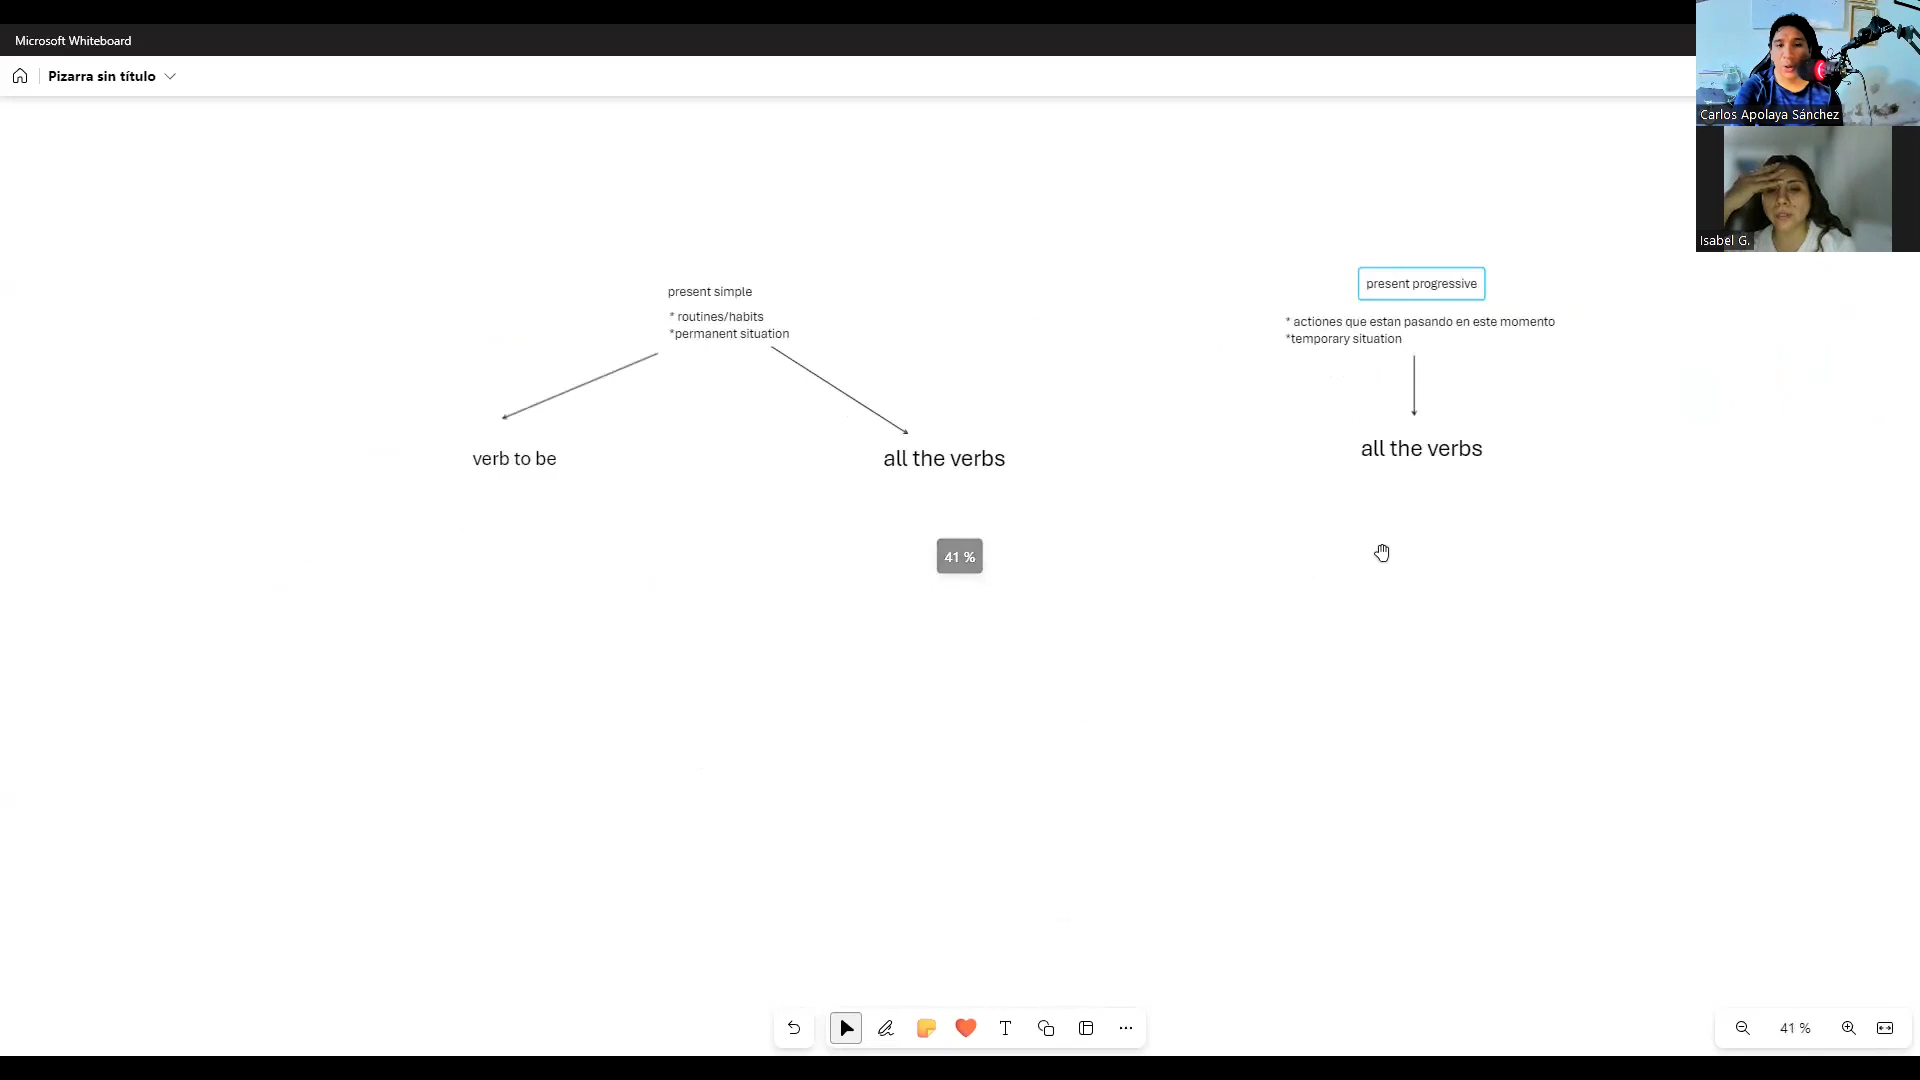 Microsoft Whiteboard
Pizarra sin título
Carlos Apolaya Sánchez
Isabel G.
present simple
* routines/habits
*permanent situation
present progressive
* actiones que estan pasando en este momento
*temporary situation
verb to be
all the verbs
all the verbs
41 %
41 %